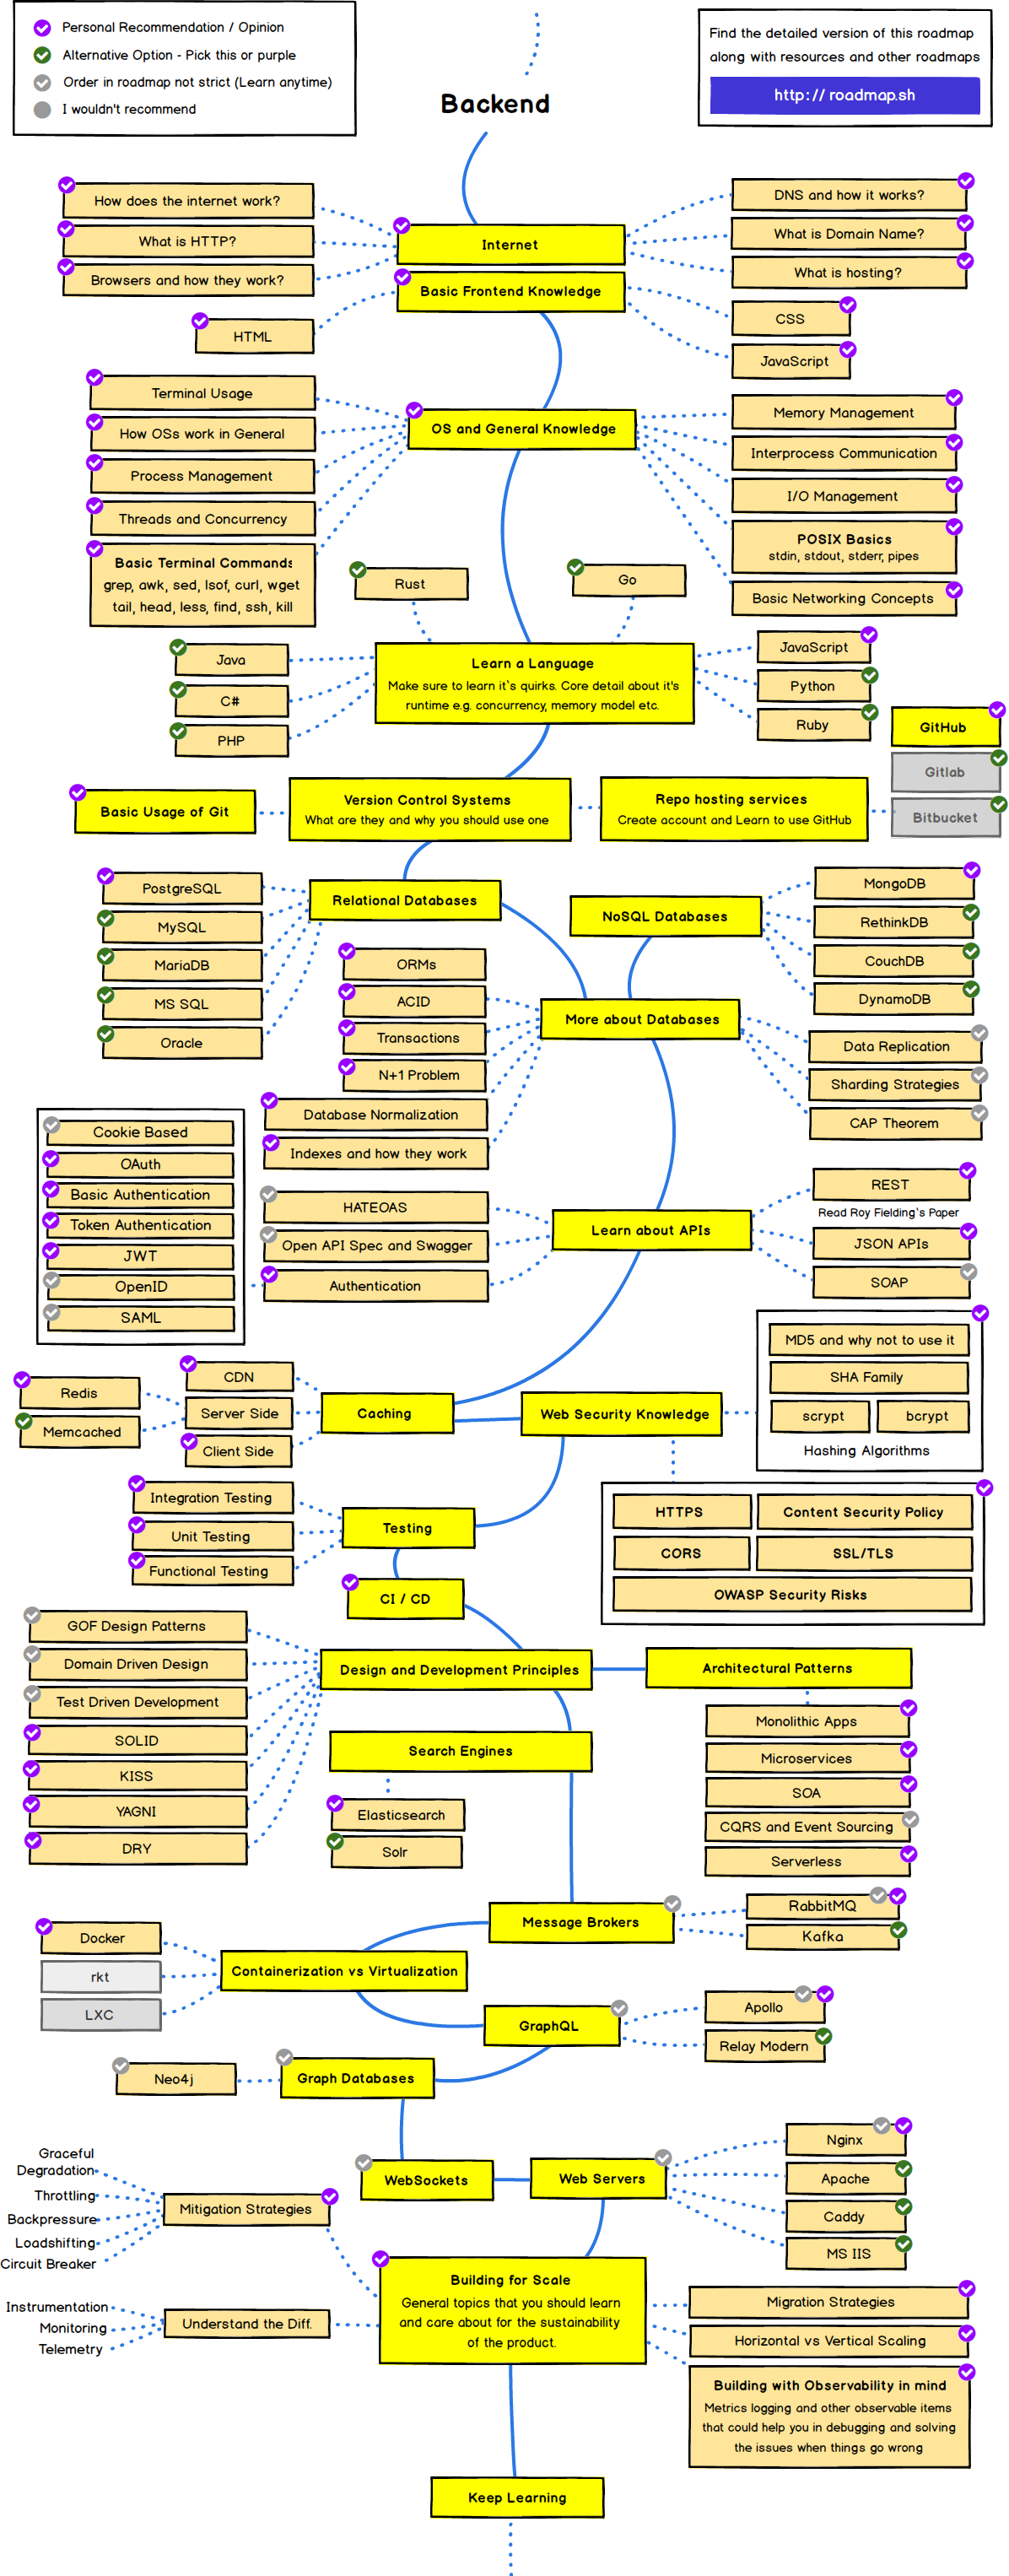 Personal Recommendation / Opinion
Alternative Option - Pick this or purple
Order in roadmap not strict (Learn anytime)
I wouldn't recommend
Find the detailed version of this roadmap
along with resources and other roadmaps
http:// roadmap.sh
Backend
How does the internet work?
What is HTTP?
Browsers and how they work?
Internet
DNS and how it works?
What is Domain Name?
What is hosting?
Basic Frontend Knowledge
HTML
CSS
JavaScript
Terminal Usage
How OSs work in General
Process Management
Threads and Concurrency
Basic Terminal Commands
grep, awk, sed, lsof, curl, wget
tail, head, less, find, ssh, kill
OS and General Knowledge
Memory Management
Interprocess Communication
I/O Management
POSIX Basics
stdin, stdout, stderr, pipes
Basic Networking Concepts
Rust
Go
Java
C#
PHP
Learn a Language
Make sure to learn it`s quirks. Core detail about it's
runtime e.g. concurrency, memory model etc.
JavaScript
Python
Ruby
GitHub
Gitlab
Bitbucket
Basic Usage of Git
Version Control Systems
What are they and why you should use one
Repo hosting services
Create account and Learn to use GitHub
PostgreSQL
MySQL
MariaDB
MS SQL
Oracle
Relational Databases
NoSQL Databases
MongoDB
RethinkDB
CouchDB
DynamoDB
ORMs
ACID
Transactions
N+1 Problem
Database Normalization
Indexes and how they work
More about Databases
Data Replication
Sharding Strategies
CAP Theorem
Cookie Based
OAuth
Basic Authentication
Token Authentication
JWT
OpenID
SAML
HATEOAS
Open API Spec and Swagger
Authentication
Learn about APIs
REST
Read Roy Fielding`s Paper
JSON APIs
SOAP
MD5 and why not to use it
SHA Family
scrypt
bcrypt
Hashing Algorithms
Redis
Memcached
CDN
Server Side
Client Side
Caching
Web Security Knowledge
HTTPS
Content Security Policy
CORS
SSL/TLS
OWASP Security Risks
Integration Testing
Unit Testing
Functional Testing
Testing
CI / CD
GOF Design Patterns
Domain Driven Design
Test Driven Development
SOLID
KISS
YAGNI
DRY
Design and Development Principles
Architectural Patterns
Monolithic Apps
Microservices
SOA
CQRS and Event Sourcing
Serverless
Search Engines
Elasticsearch
Solr
Message Brokers
RabbitMQ
Kafka
Docker
rkt
LXC
Containerization vs Virtualization
GraphQL
Apollo
Relay Modern
Neo4j
Graph Databases
WebSockets
Web Servers
Nginx
Apache
Caddy
MS IIS
Graceful
Degradation
Throttling
Backpressure
Loadshifting
Circuit Breaker
Mitigation Strategies
Instrumentation
Monitoring
Telemetry
Understand the Diff.
Building for Scale
General topics that you should learn
and care about for the sustainability
of the product.
Migration Strategies
Horizontal vs Vertical Scaling
Building with Observability in mind
Metrics logging and other observable items
that could help you in debugging and solving
the issues when things go wrong
Keep Learning